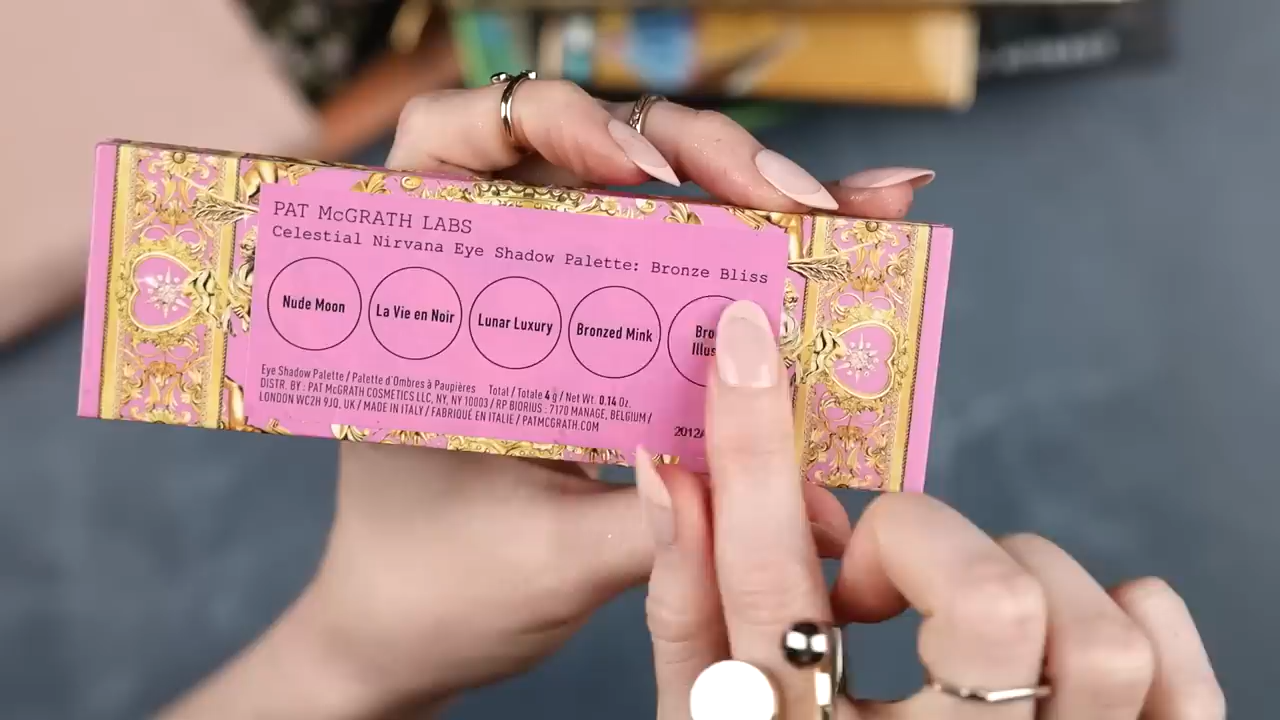 PAT McGRATH LABS
Celestial Nirvana Eye Shadow Palette: Bronze Bliss
Nude Moon
La Vie en Noir
Lunar Luxury
Bronzed Mink
Eye Shadow Palette / Palette d'Ombres à Paupières Total / Totale 4 g / Net Wt. 0.14 Oz.
DISTR. BY : PAT McGRATH COSMETICS LLC, NY, NY 10003 / RP BIORIUS : 7170 MANAGE, BELGIUM /
LONDON WC2H 9JQ, UK / MADE IN ITALY / FABRIQUÉ EN ITALIE / PATMCGRATH.COM